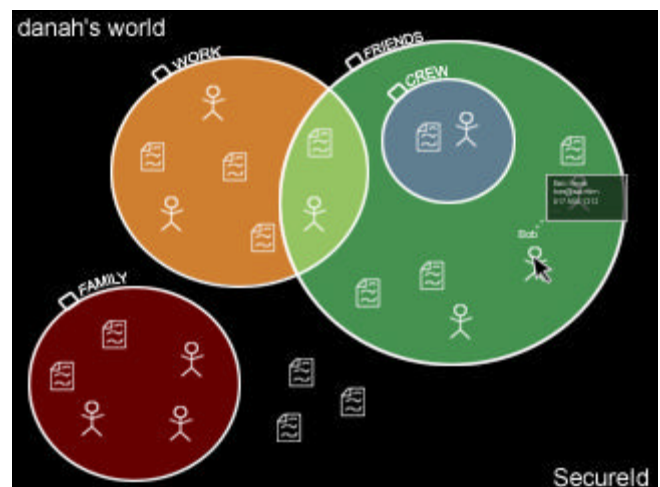 danah's world
FRIENDS
WORK
CREW
Bob
FAMILY
SecureId